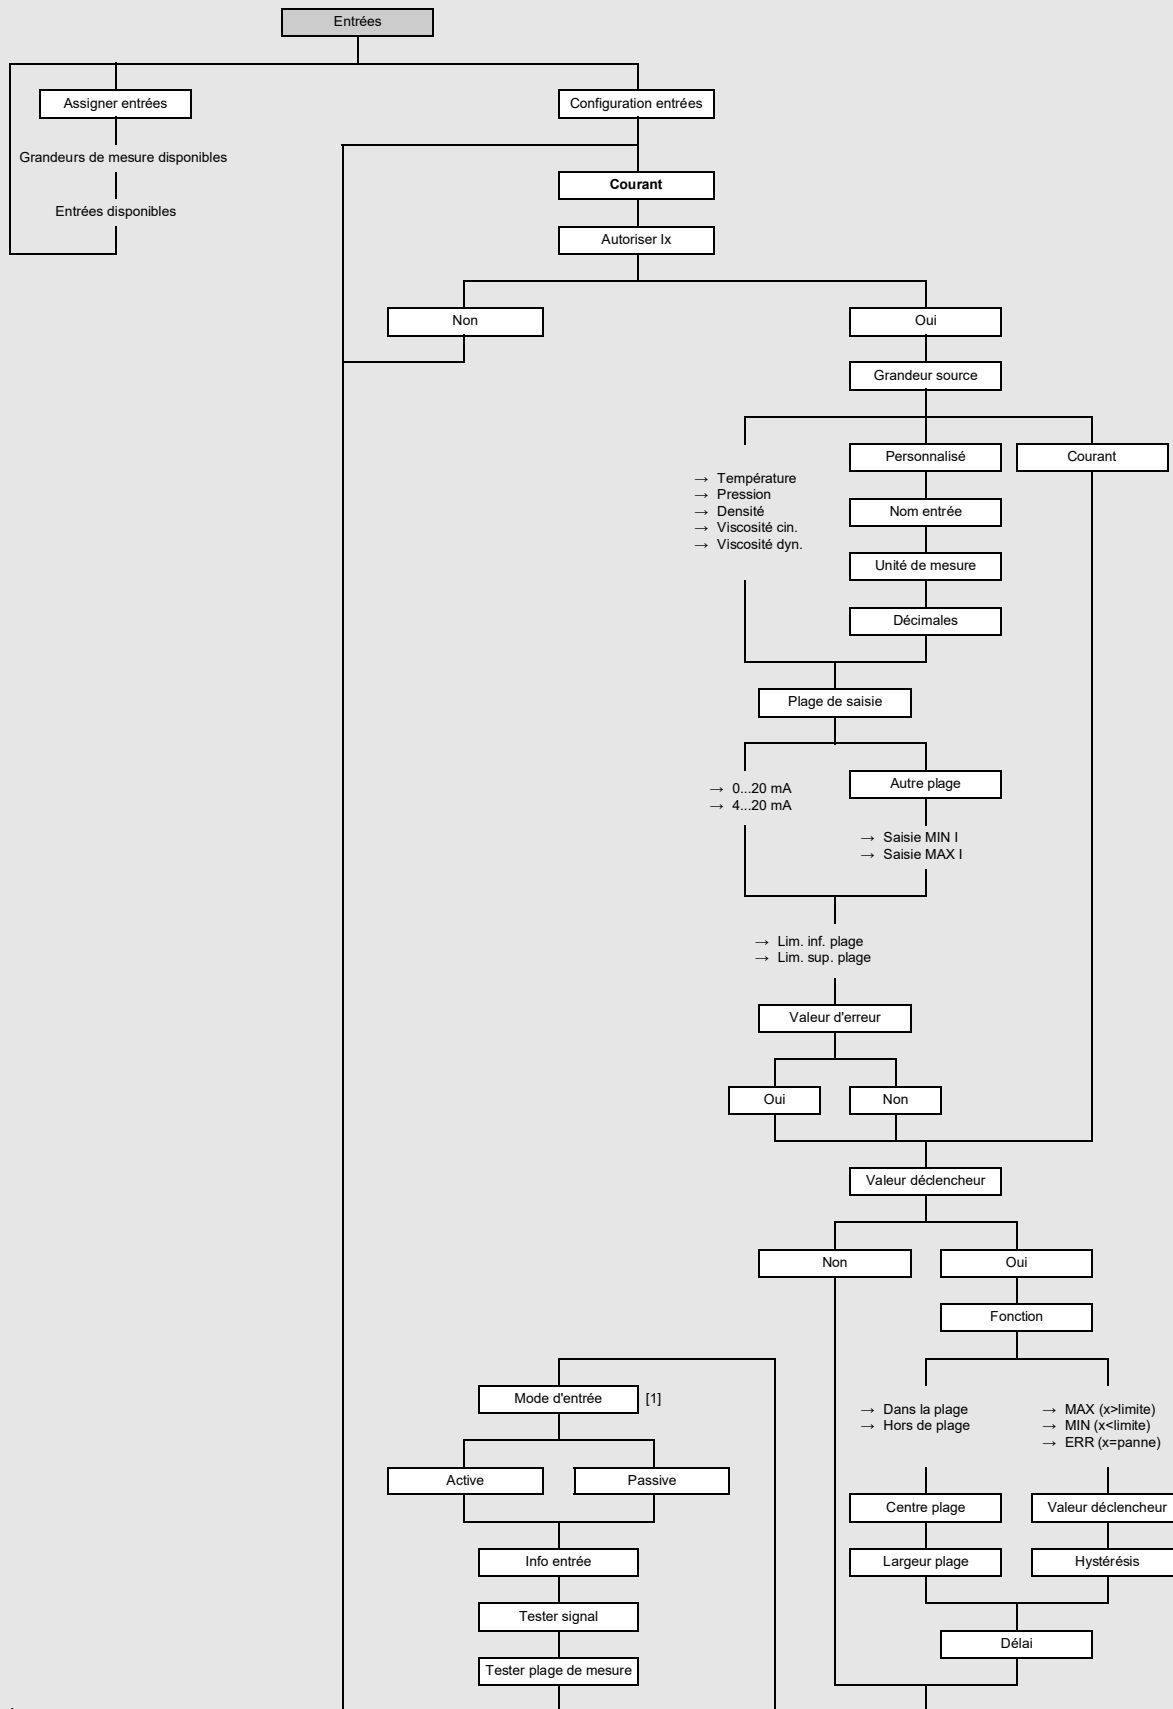 Entrées
Assigner entrées
Configuration entrées
Grandeurs de mesure disponibles
Courant
Entrées disponibles
Autoriser Ix
Non
Oui
Grandeur source
Personnalisé
Courant
→ Température
→ Pression
→ Densité
→ Viscosité cin.
→ Viscosité dyn.
Nom entrée
Unité de mesure
Décimales
Plage de saisie
→ 0...20 mA
→ 4...20 mA
Autre plage
→ Saisie MIN I
→ Saisie MAX I
→ Lim. inf. plage
→ Lim. sup. plage
Valeur d'erreur
Oui
Non
Valeur déclencheur
Non
Oui
Fonction
Mode d'entrée [1]
→ Dans la plage
→ Hors de plage
→ MAX (x>limite)
→ MIN (x<limite)
→ ERR (x=panne)
Active
Passive
Centre plage
Valeur déclencheur
Info entrée
Largeur plage
Hystérésis
Tester signal
Délai
Tester plage de mesure